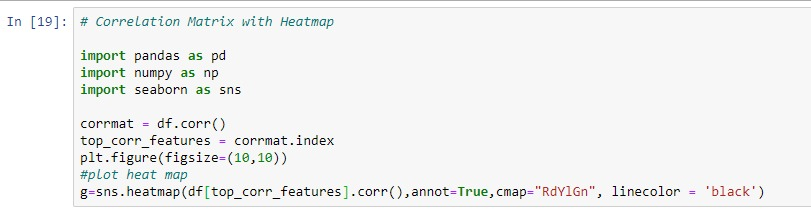 In [19]: # Correlation Matrix with Heatmap
import pandas as pd
import numpy as np
import seaborn as sns
corrmat = df.corr()
top_corr_features = corrmat.index
plt.figure(figsize=(10,10))
#plot heat map
g=sns.heatmap(df[top_corr_features].corr(),annot=True,cmap="RdYlGn", linecolor = 'black')